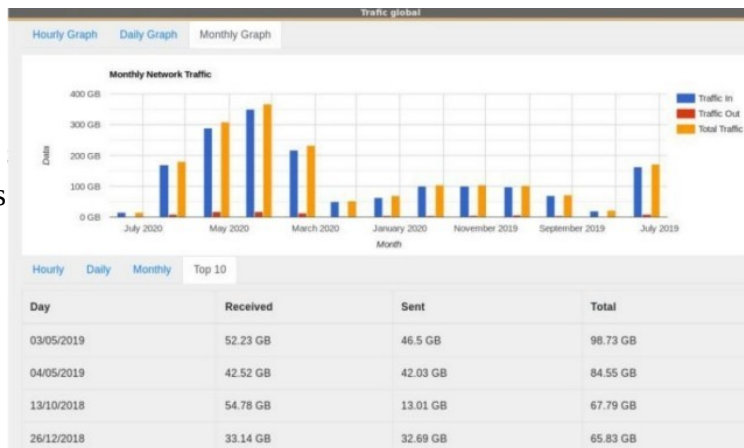 Trafic global
Hourly Graph Daily Graph Monthly Graph
Monthly Network Traffic
400 GB
300 GB
200 GB
100 GB
0 GB
Data
July 2020 May 2020 March 2020 January 2020 November 2019 September 2019 July 2019
Month
Traffic In
Traffic Out
Total Traffic
s
Hourly Daily Monthly Top 10
Day Received Sent Total
03/05/2019 52.23 GB 46.5 GB 98.73 GB
04/05/2019 42.52 GB 42.03 GB 84.55 GB
13/10/2018 54.78 GB 13.01 GB 67.79 GB
26/12/2018 33.14 GB 32.69 GB 65.83 GB